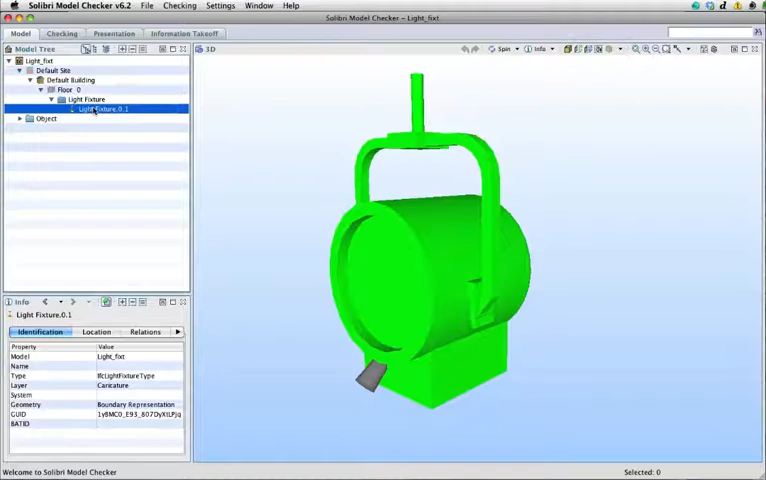 Solibri Model Checker v6.2 File Checking Settings Window Help
Solibri Model Checker – Light_fixt
Model Checking Presentation Information Takeoff
Model Tree
3D Spin Info
Light_fixt
Default Site
Default Building
Floor 0
Light Fixture
Light Fixture.0.1
Object
Info
Light Fixture.0.1
Identification Location Relations
Property Value
Model Light_fixt
Name
Type IfcLightFixtureType
Layer Caricature
System
Geometry Boundary Representation
GUID
BATID
Welcome to Solibri Model Checker Selected: 0